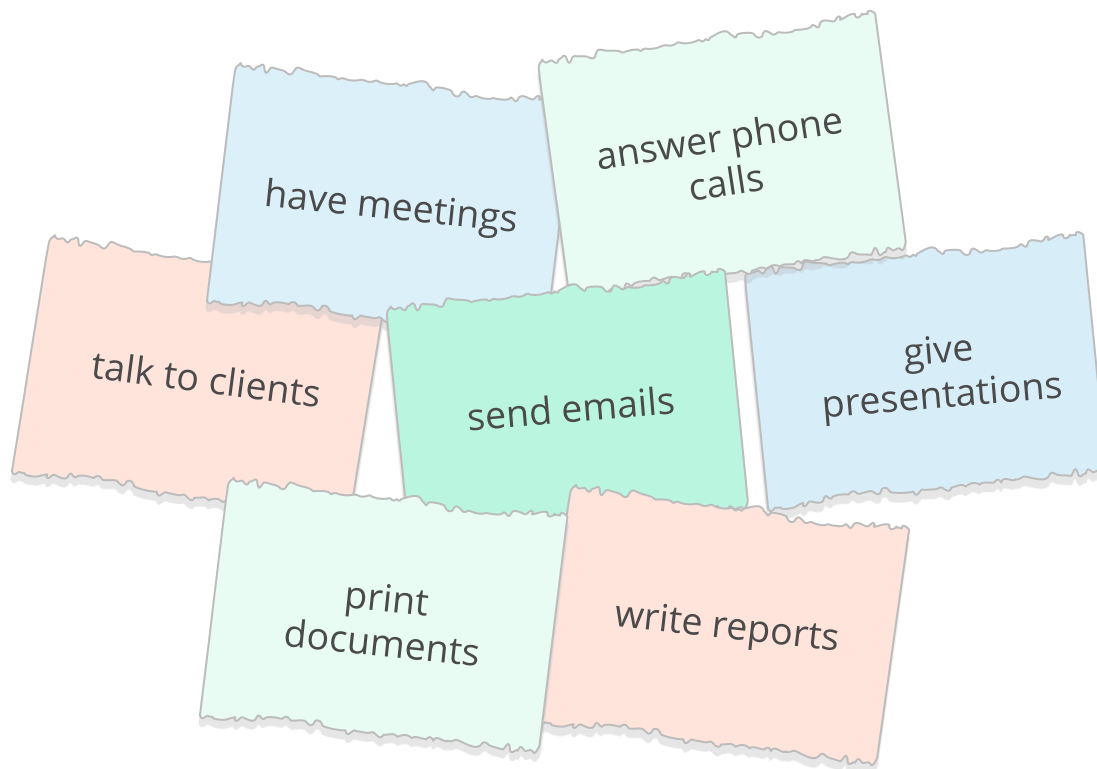 have meetings
answer phone
calls
talk to clients
send emails
give
presentations
print
documents
write reports